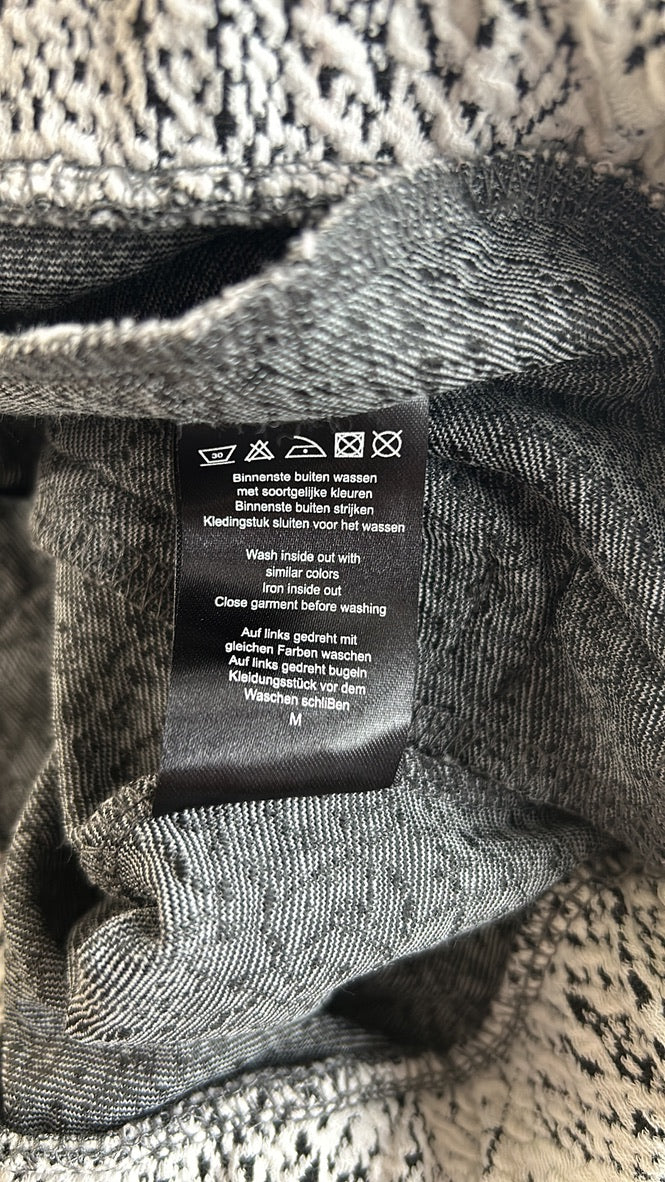 30
Binnenste buiten wassen
met soortgelijke kleuren
Binnenste buiten strijken
Kledingstuk sluiten voor het wassen
Wash inside out with
similar colors
Iron inside out
Close garment before washing
Auf links gedreht mit
gleichen Farben waschen
Auf links gedreht bugeln
Kleidungsstück vor dem
Waschen schlißen
M